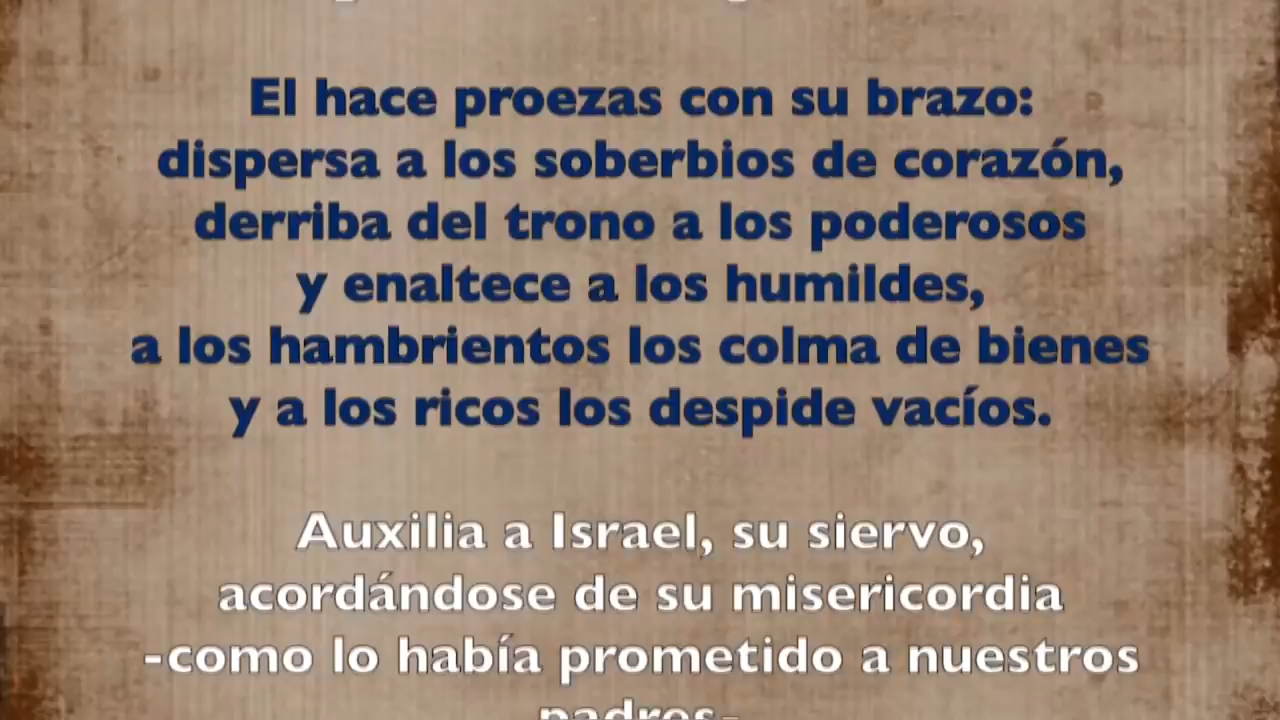 El hace proezas con su brazo:
dispersa a los soberbios de corazón,
derriba del trono a los poderosos
y enaltece a los humildes,
a los hambrientos los colma de bienes
y a los ricos los despide vacíos.
Auxilia a Israel, su siervo,
acordándose de su misericordia
-como lo había prometido a nuestros
padres-